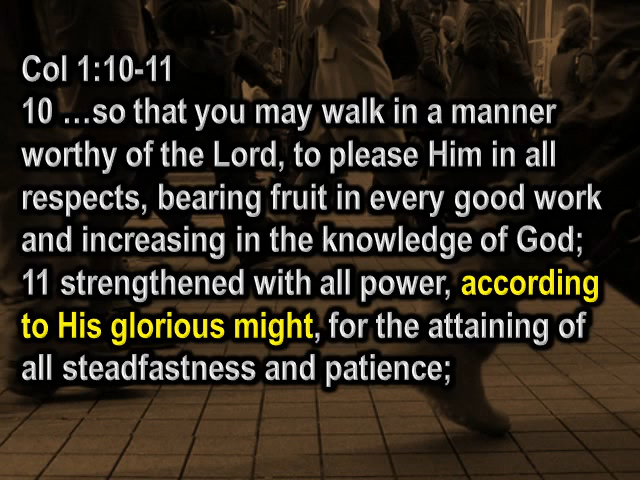 Col 1:10-11
10 …so that you may walk in a manner
worthy of the Lord, to please Him in all
respects, bearing fruit in every good work
and increasing in the knowledge of God;
11 strengthened with all power, according
to His glorious might, for the attaining of
all steadfastness and patience;